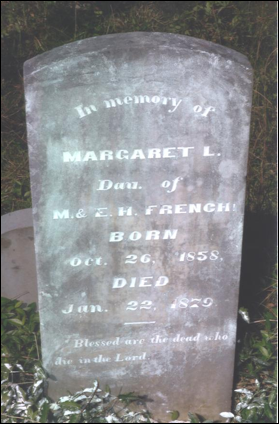 In memory of
MARGARET L.
Dau. of
M. & E. H. FRENCH
BORN
Oct. 26, 1858,
DIED
Jan. 22, 1879
Blessed are the dead who
die in the Lord